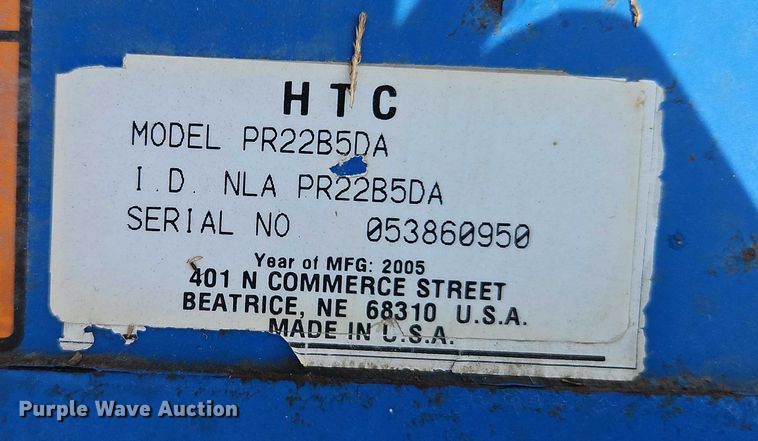 HTC
MODEL PR22B5DA
I.D. NLA PR22B5DA
SERIAL NO 053860950
Year of MFG: 2005
401 N COMMERCE STREET
BEATRICE, NE 68310 U.S.A.
MADE IN U.S.A.
Purple Wave Auction